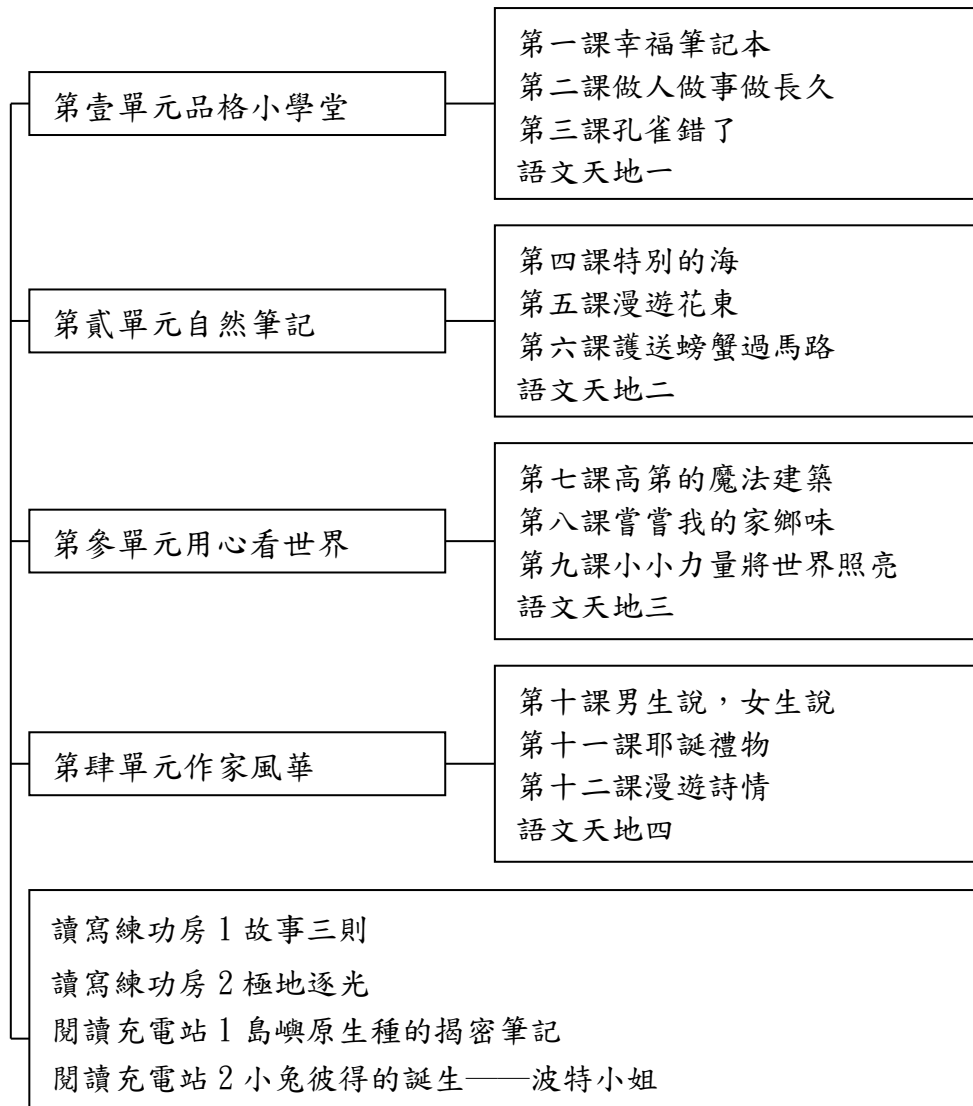 第壹單元品格小學堂
第一課幸福筆記本
第二課做人做事做長久
第三課孔雀錯了
語文天地一
第貳單元自然筆記
第四課特別的海
第五課漫遊花東
第六課護送螃蟹過馬路
語文天地二
第參單元用心看世界
第七課高第的魔法建築
第八課嘗嘗我的家鄉味
第九課小小力量將世界照亮
語文天地三
第肆單元作家風華
第十課男生說，女生說
第十一課耶誕禮物
第十二課漫遊詩情
語文天地四
讀寫練功房 1 故事三則
讀寫練功房 2 極地逐光
閱讀充電站 1 島嶼原生種的揭密筆記
閱讀充電站 2 小兔彼得的誕生——波特小姐